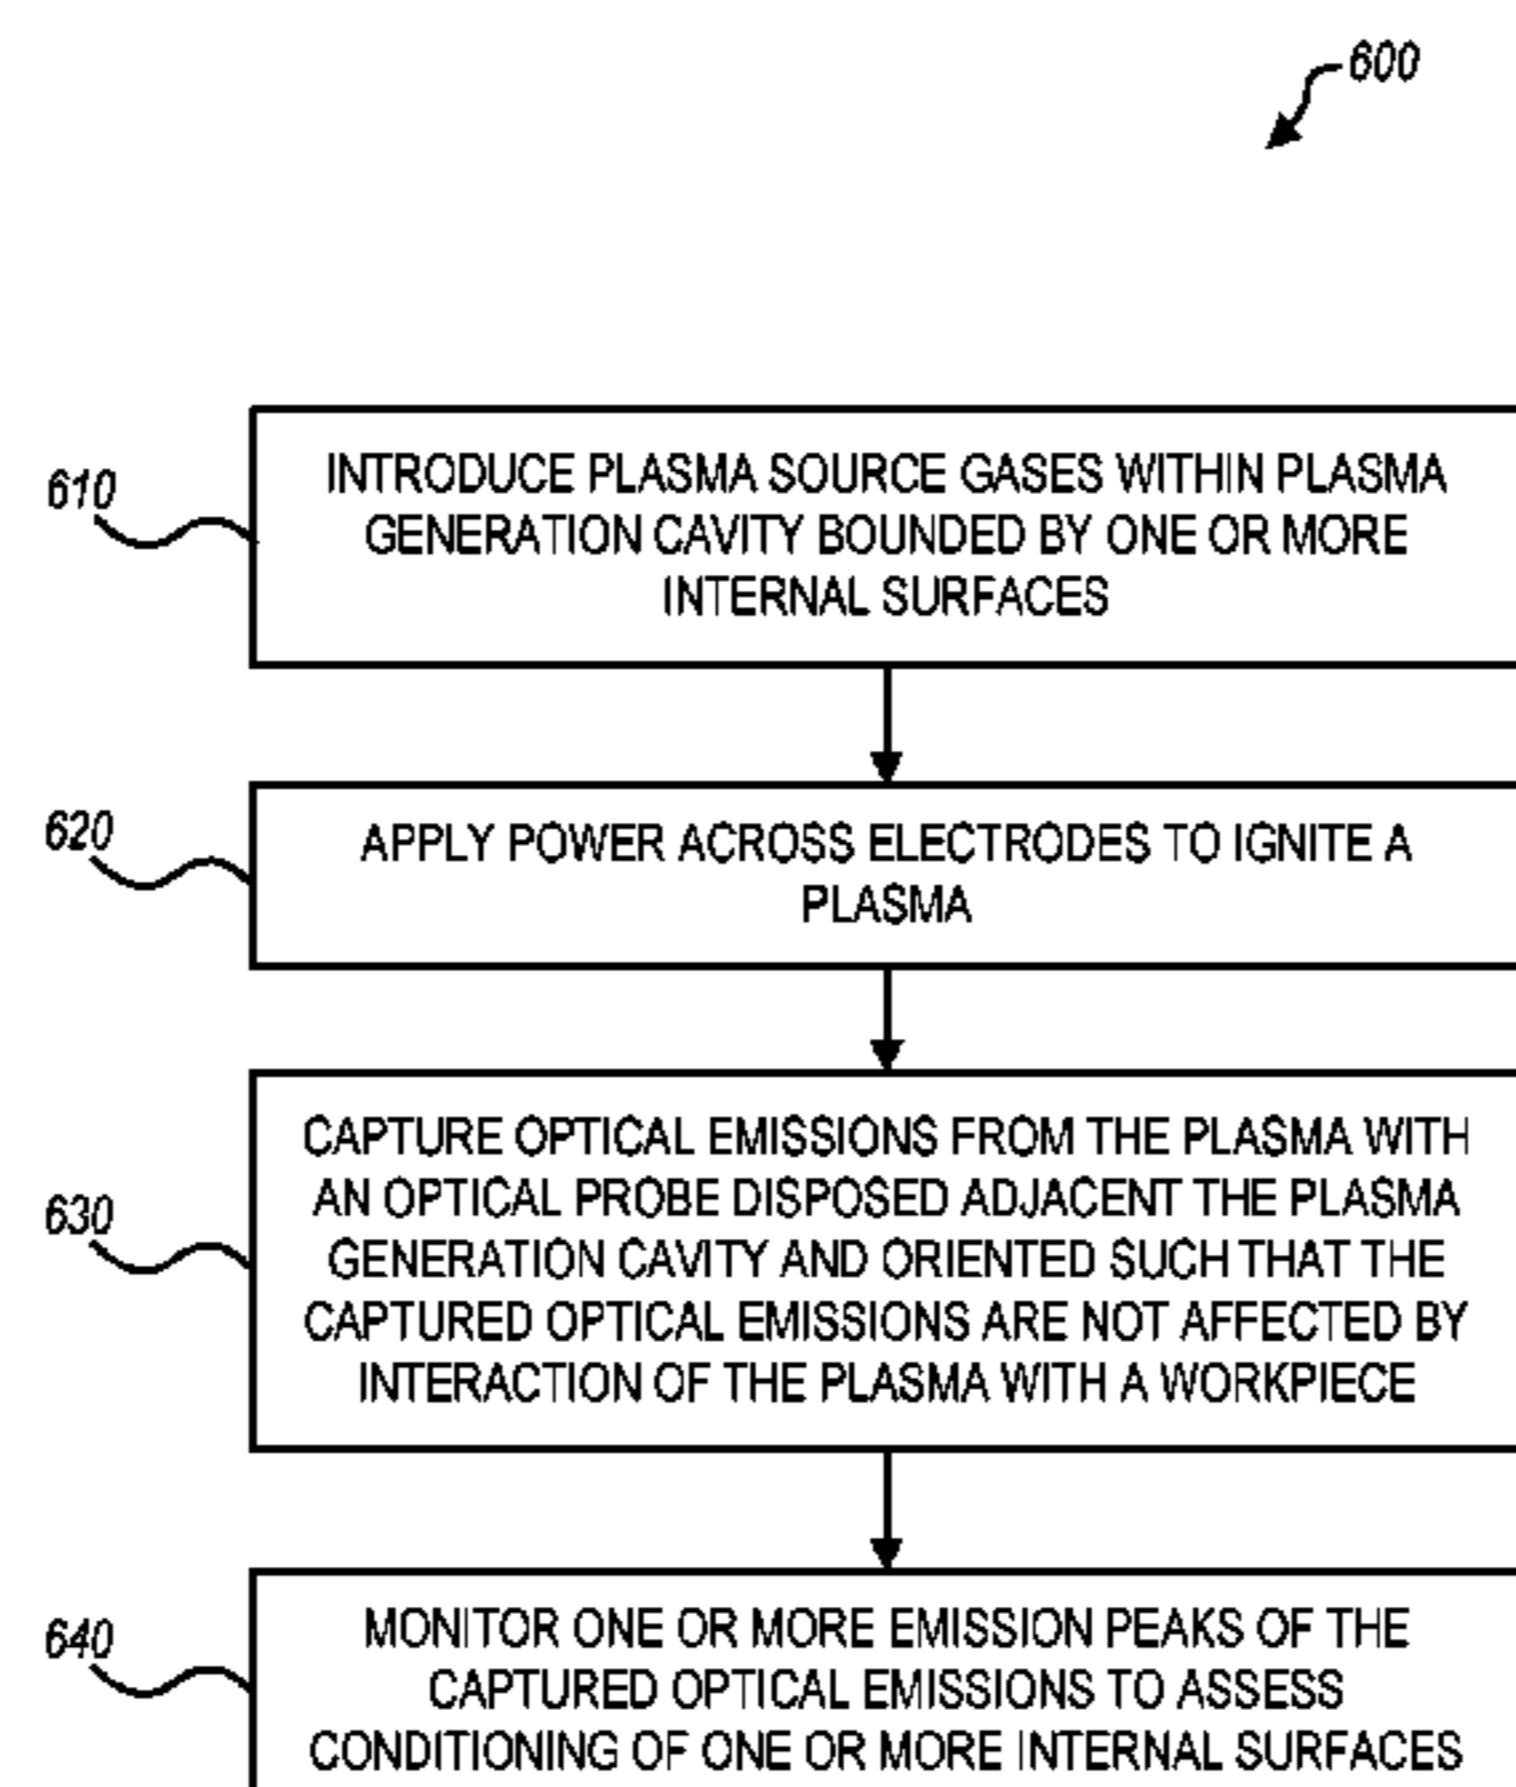 600
610
INTRODUCE PLASMA SOURCE GASES WITHIN PLASMA
GENERATION CAVITY BOUNDED BY ONE OR MORE
INTERNAL SURFACES
620
APPLY POWER ACROSS ELECTRODES TO IGNITE A
PLASMA
630
CAPTURE OPTICAL EMISSIONS FROM THE PLASMA WITH
AN OPTICAL PROBE DISPOSED ADJACENT THE PLASMA
GENERATION CAVITY AND ORIENTED SUCH THAT THE
CAPTURED OPTICAL EMISSIONS ARE NOT AFFECTED BY
INTERACTION OF THE PLASMA WITH A WORKPIECE
640
MONITOR ONE OR MORE EMISSION PEAKS OF THE
CAPTURED OPTICAL EMISSIONS TO ASSESS
CONDITIONING OF ONE OR MORE INTERNAL SURFACES